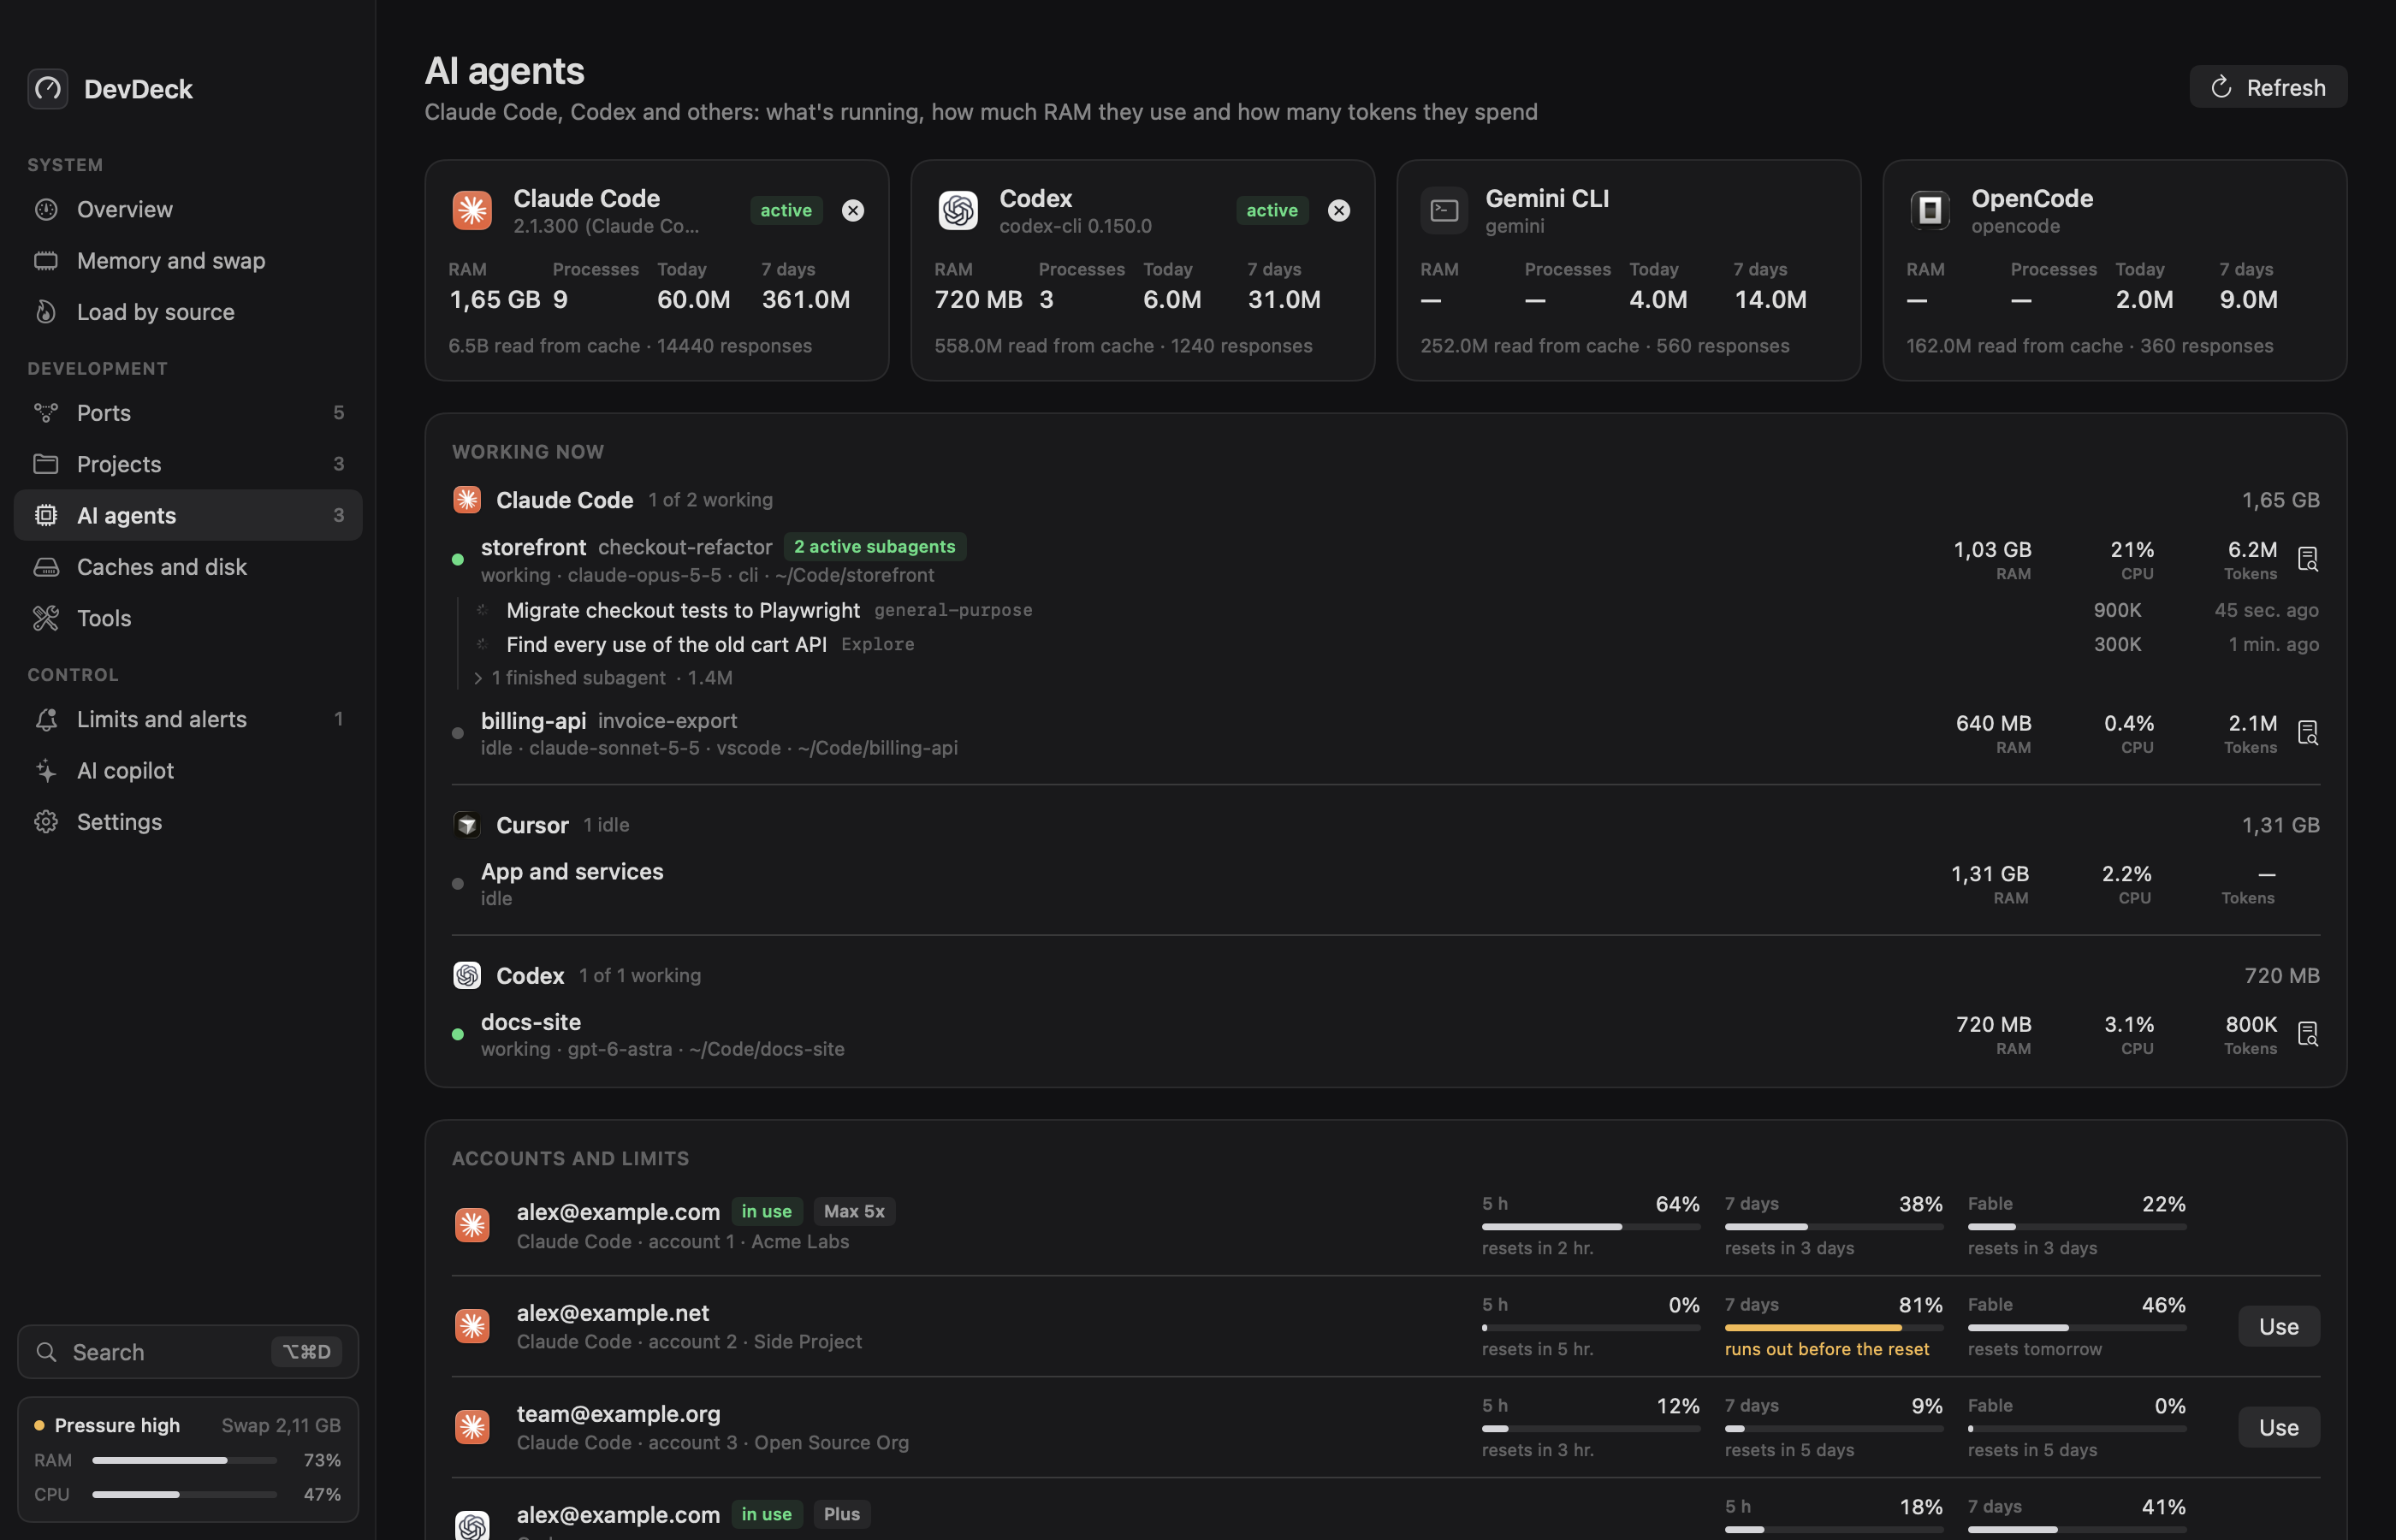 DevDeck
SYSTEM
Overview
Memory and swap
Load by source
DEVELOPMENT
Ports 5
Projects 3
AI agents 3
Caches and disk
Tools
CONTROL
Limits and alerts 1
AI copilot
Settings
Search ⌥⌘D
Pressure high Swap 2,11 GB
RAM 73%
CPU 47%
AI agents
Claude Code, Codex and others: what's running, how much RAM they use and how many tokens they spend
Refresh
Claude Code
2.1.300 (Claude Co...
active
RAM Processes Today 7 days
1,65 GB 9 60.0M 361.0M
6.5B read from cache · 14440 responses
Codex
codex-cli 0.150.0
active
RAM Processes Today 7 days
720 MB 3 6.0M 31.0M
558.0M read from cache · 1240 responses
Gemini CLI
gemini
RAM Processes Today 7 days
— — 4.0M 14.0M
252.0M read from cache · 560 responses
OpenCode
opencode
RAM Processes Today 7 days
— — 2.0M 9.0M
162.0M read from cache · 360 responses
WORKING NOW
Claude Code 1 of 2 working 1,65 GB
storefront checkout-refactor 2 active subagents 1,03 GB 21% 6.2M
working · claude-opus-5-5 · cli · ~/Code/storefront RAM CPU Tokens
Migrate checkout tests to Playwright general-purpose 900K 45 sec. ago
Find every use of the old cart API Explore 300K 1 min. ago
1 finished subagent · 1.4M
billing-api invoice-export 640 MB 0.4% 2.1M
idle · claude-sonnet-5-5 · vscode · ~/Code/billing-api RAM CPU Tokens
Cursor 1 idle 1,31 GB
App and services 1,31 GB 2.2% —
idle RAM CPU Tokens
Codex 1 of 1 working 720 MB
docs-site 720 MB 3.1% 800K
working · gpt-6-astra · ~/Code/docs-site RAM CPU Tokens
ACCOUNTS AND LIMITS
alex@example.com in use Max 5x 5 h 64% 7 days 38% Fable 22%
Claude Code · account 1 · Acme Labs resets in 2 hr. resets in 3 days resets in 3 days
alex@example.net 5 h 0% 7 days 81% Fable 46% Use
Claude Code · account 2 · Side Project resets in 5 hr. runs out before the reset resets tomorrow
team@example.org 5 h 12% 7 days 9% Fable 0% Use
Claude Code · account 3 · Open Source Org resets in 3 hr. resets in 5 days resets in 5 days
alex@example.com in use Plus 5 h 18% 7 days 41%